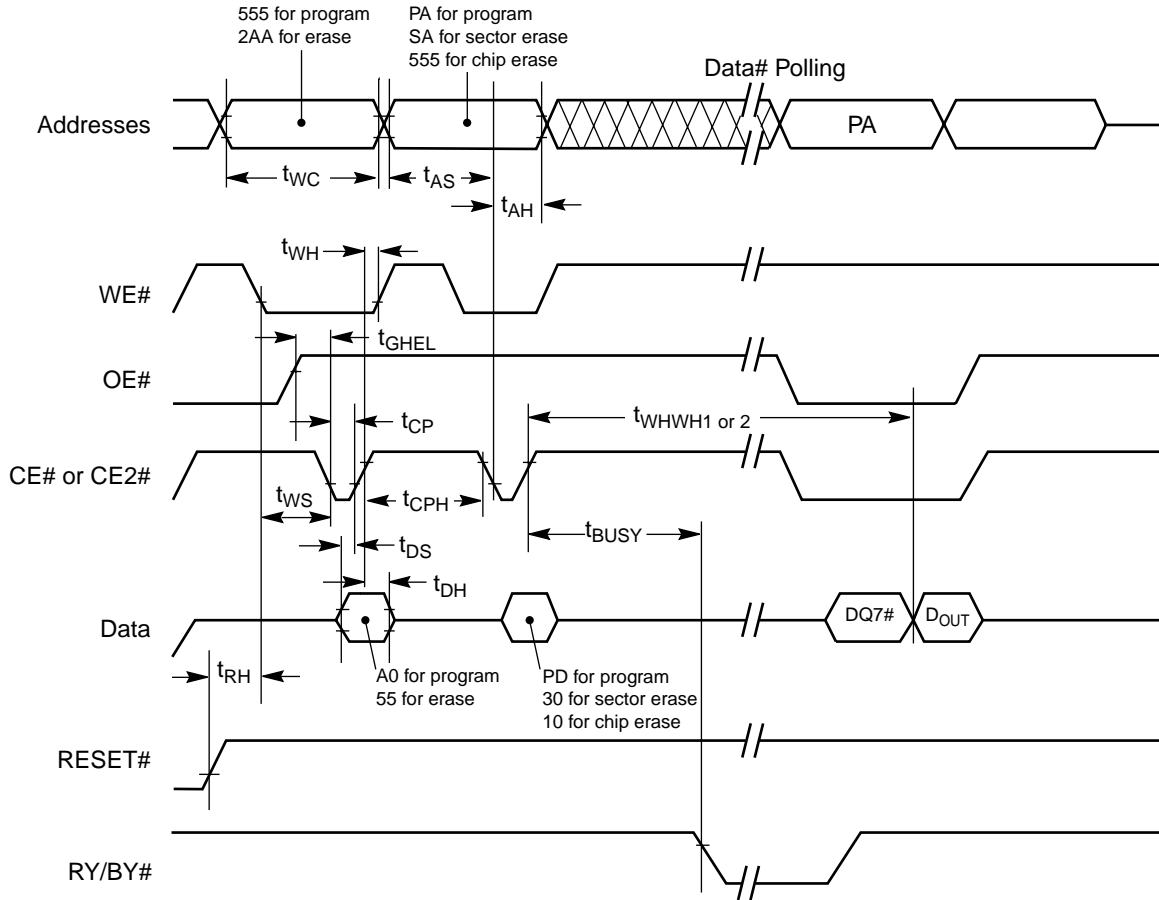 555 for program
2AA for erase
PA for program
SA for sector erase
555 for chip erase
Data# Polling
Addresses
PA
tWC
tAS
tAH
tWH
WE#
tGHEL
OE#
tWHWH1 or 2
tCP
CE# or CE2#
tWS
tCPH
tBUSY
tDS
tDH
Data
DQ7#
DOUT
tRH
A0 for program
55 for erase
PD for program
30 for sector erase
10 for chip erase
RESET#
RY/BY#